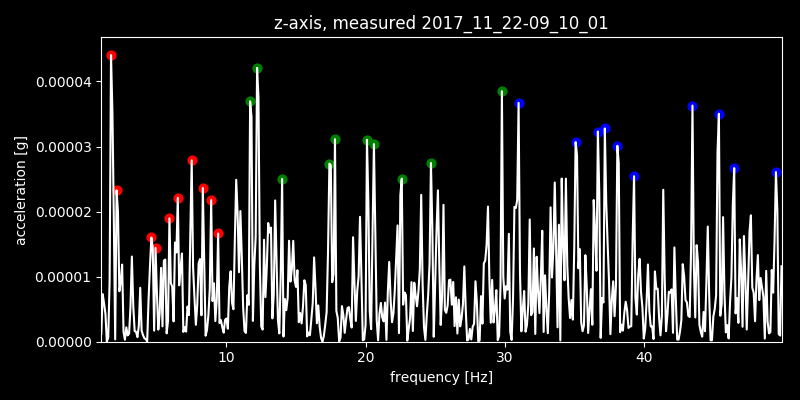 z-axis, measured 2017_11_22-09_10_01
acceleration [g]
0.00004
0.00003
0.00002
0.00001
0.00000
10 20 30 40
frequency [Hz]